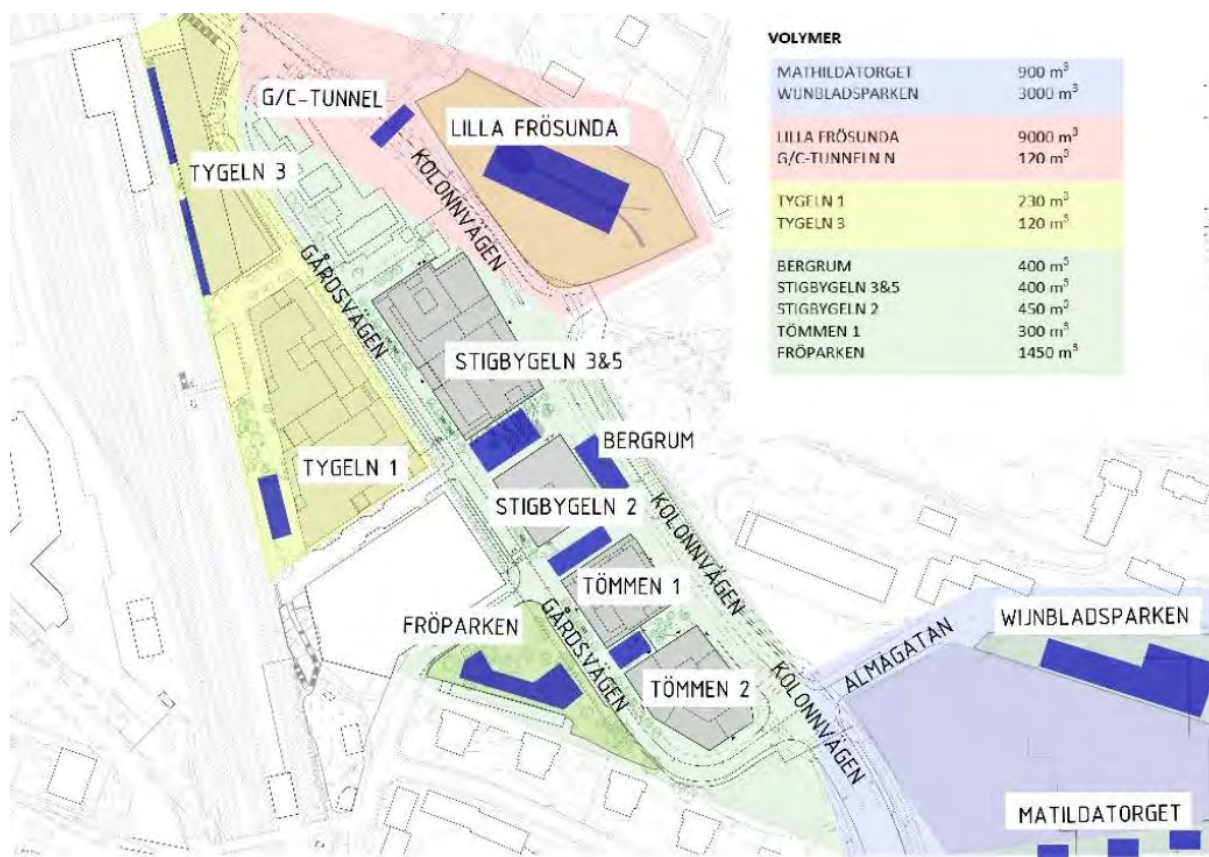 VOLYMER
MATHILDATORGET 900 m³
WIJNBLADSPARKEN 3000 m³
LILLA FRÖSUNDA 9000 m³
G/C-TUNNELN N 120 m³
TYGELN 1 230 m³
TYGELN 3 120 m³
BERGRUM 400 m³
STIGBYGELN 3&5 400 m³
STIGBYGELN 2 450 m³
TÖMMEN 1 300 m³
FRÖPARKEN 1450 m³
G/C-TUNNEL
LILLA FRÖSUNDA
TYGELN 3
KOLONNVÄGEN
GÅRDSVÄGEN
STIGBYGELN 3&5
BERGRUM
TYGELN 1
STIGBYGELN 2
KOLONNVÄGEN
TÖMMEN 1
FRÖPARKEN
GÅRDSVÄGEN
WIJNBLADSPARKEN
ALMAGATAN
TÖMMEN 2
KOLONNVÄGEN
MATILDATORGET